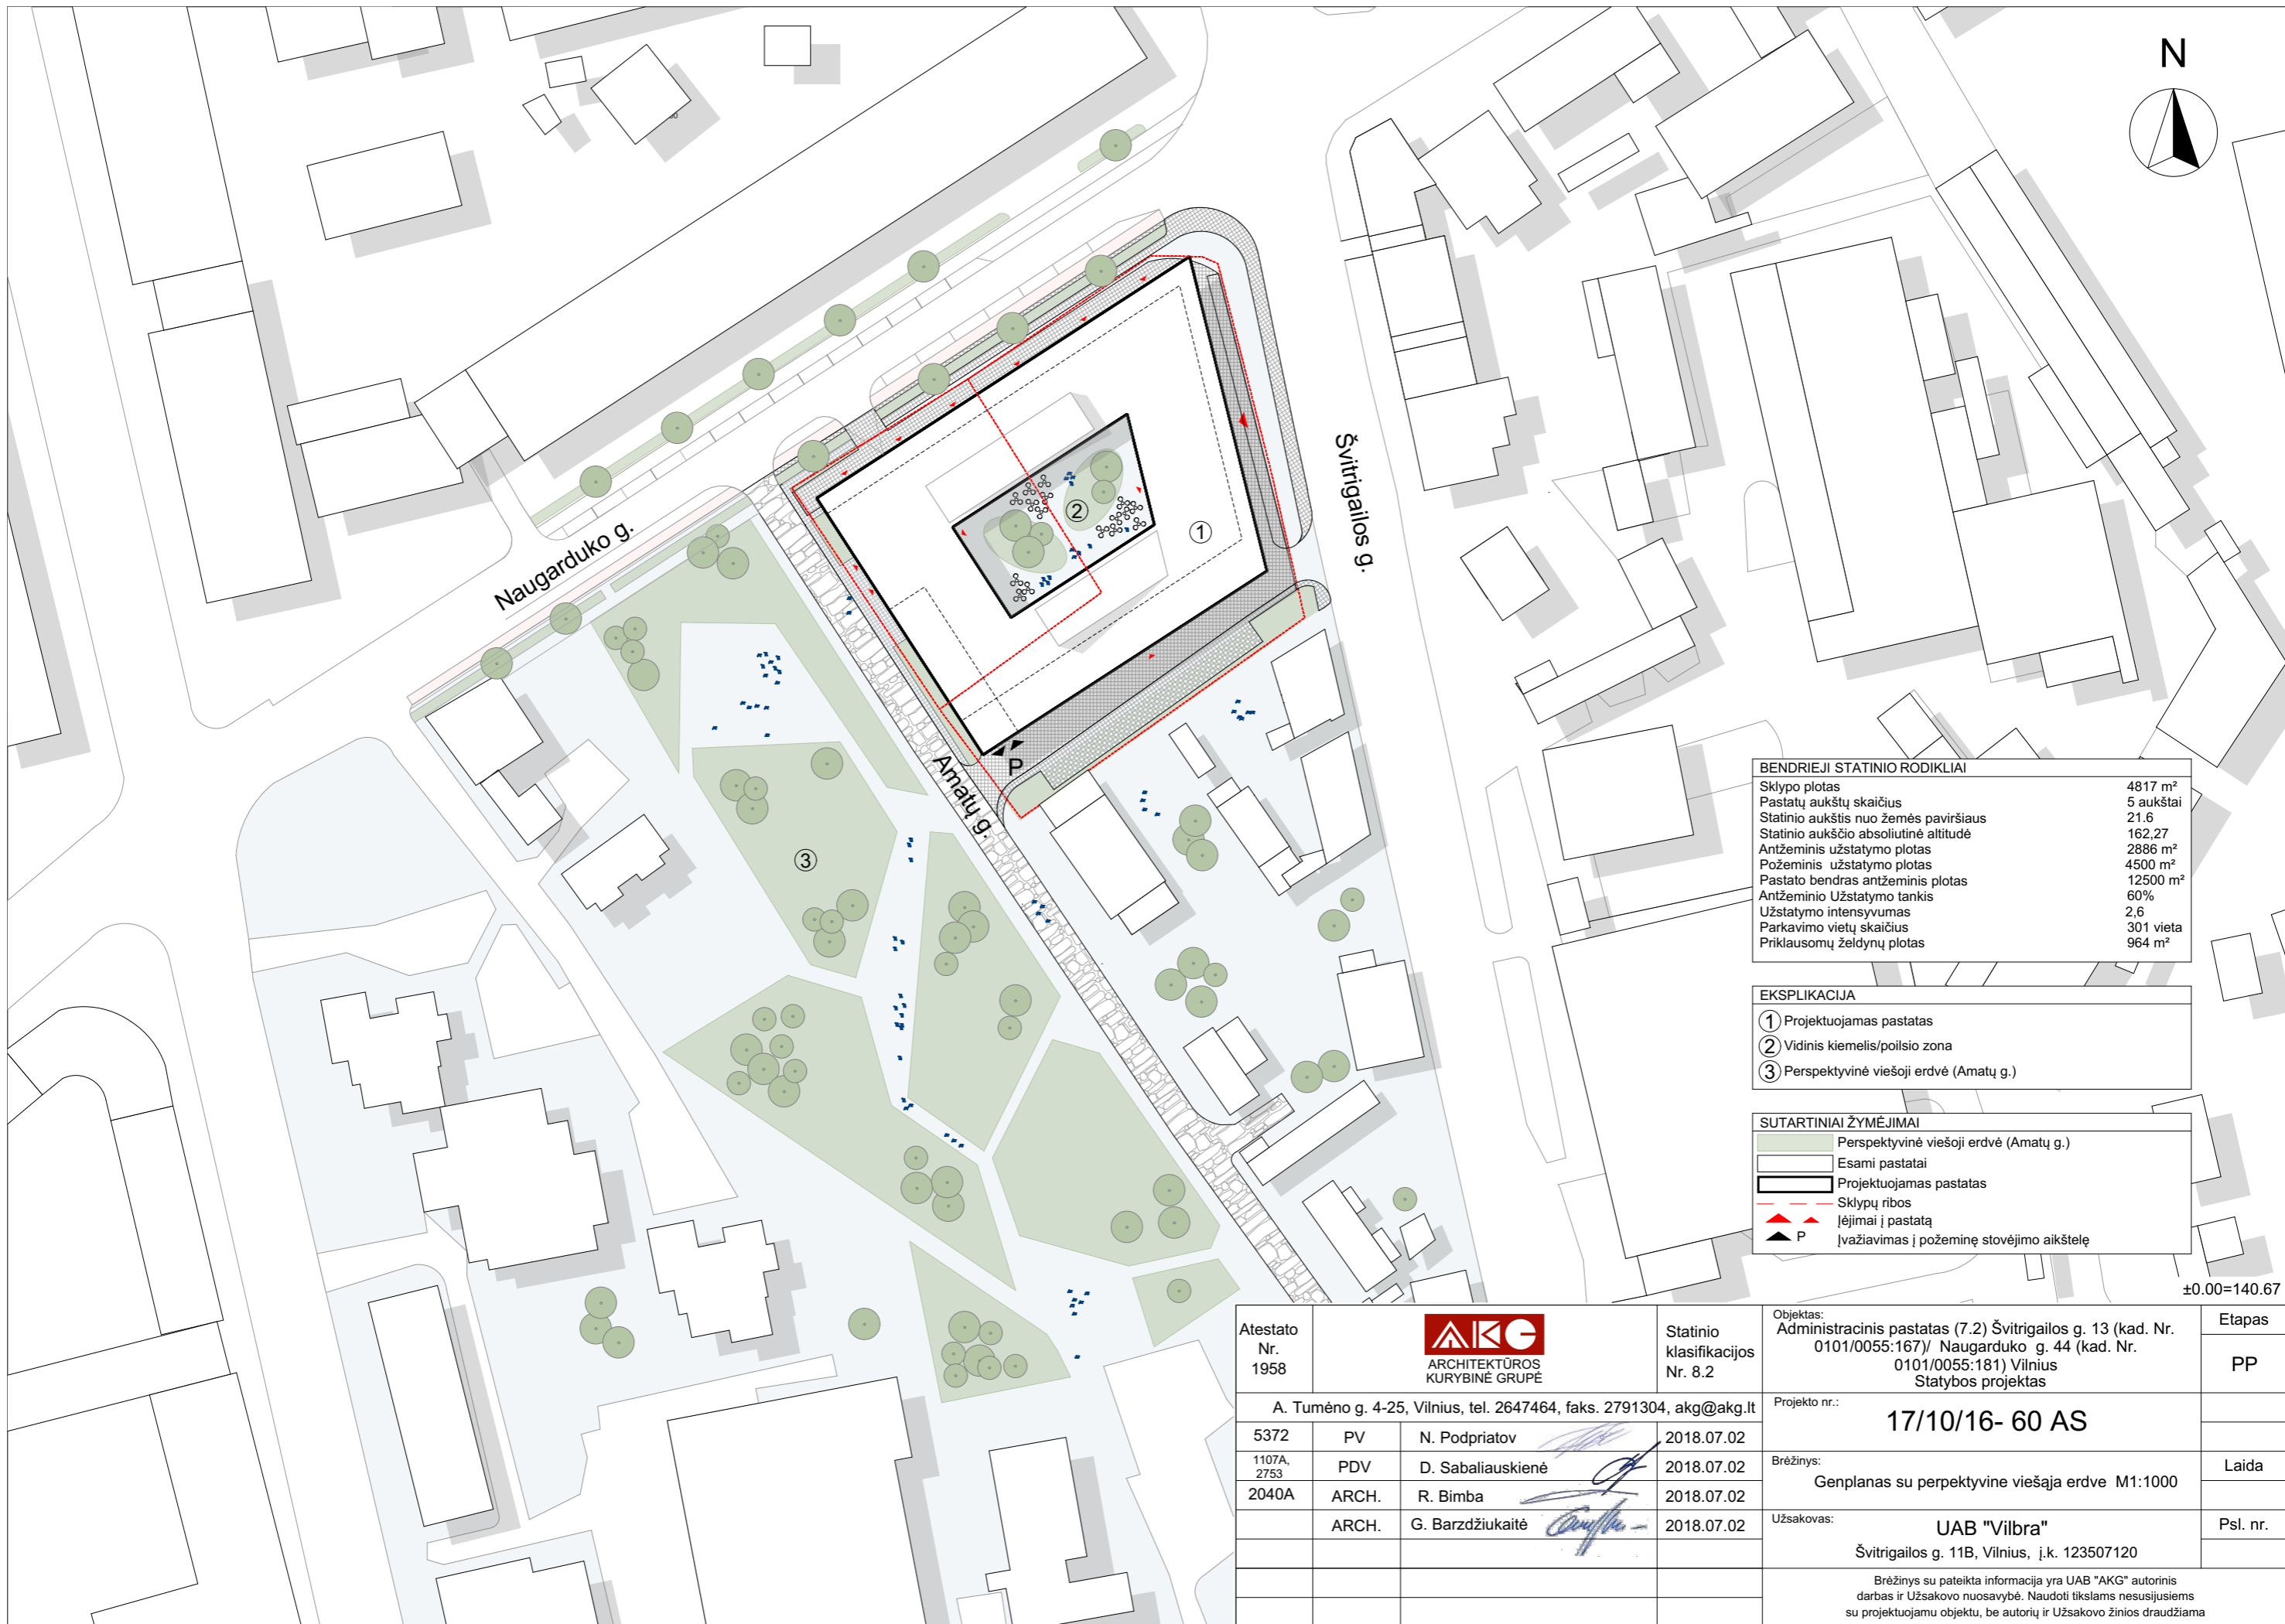 N
Naugarduko g.
Švitrigailos g.
Amatų g.
1
2
3
P
BENDRIEJI STATINIO RODIKLIAI
Sklypo plotas 4817 m²
Pastatų aukštų skaičius 5 aukštai
Statinio aukštis nuo žemės paviršiaus 21.6
Statinio aukščio absoliutinė altitudė 162,27
Antžeminis užstatymo plotas 2886 m²
Požeminis užstatymo plotas 4500 m²
Pastato bendras antžeminis plotas 12500 m²
Antžeminio Užstatymo tankis 60%
Užstatymo intensyvumas 2,6
Parkavimo vietų skaičius 301 vieta
Priklausomų želdynų plotas 964 m²
EKSPLIKACIJA
1 Projektuojamas pastatas
2 Vidinis kiemelis/poilsio zona
3 Perspektyvinė viešoji erdvė (Amatų g.)
SUTARTINIAI ŽYMĖJIMAI
Perspektyvinė viešoji erdvė (Amatų g.)
Esami pastatai
Projektuojamas pastatas
Sklypų ribos
Įėjimai į pastatą
P Įvažiavimas į požeminę stovėjimo aikštelę
±0.00=140.67
Atestato
Nr.
1958
AKG
ARCHITEKTŪROS
KURYBINĖ GRUPĖ
Statinio
klasifikacijos
Nr. 8.2
A. Tumėno g. 4-25, Vilnius, tel. 2647464, faks. 2791304, akg@akg.lt
5372 PV N. Podpriatov 2018.07.02
1107A,
2753 PDV D. Sabaliauskienė 2018.07.02
2040A ARCH. R. Bimba 2018.07.02
ARCH. G. Barzdžiukaitė 2018.07.02
Objektas:
Administracinis pastatas (7.2) Švitrigailos g. 13 (kad. Nr.
0101/0055:167)/ Naugarduko g. 44 (kad. Nr.
0101/0055:181) Vilnius
Statybos projektas
Etapas
PP
Projekto nr.:
17/10/16- 60 AS
Brėžinys:
Genplanas su perpektyvine viešąja erdve M1:1000
Laida
Užsakovas:
UAB "Vilbra"
Švitrigailos g. 11B, Vilnius, į.k. 123507120
Psl. nr.
Brėžinys su pateikta informacija yra UAB "AKG" autorinis
darbas ir Užsakovo nuosavybė. Naudoti tikslams nesusijusiems
su projektuojamu objektu, be autorių ir Užsakovo žinios draudžiama